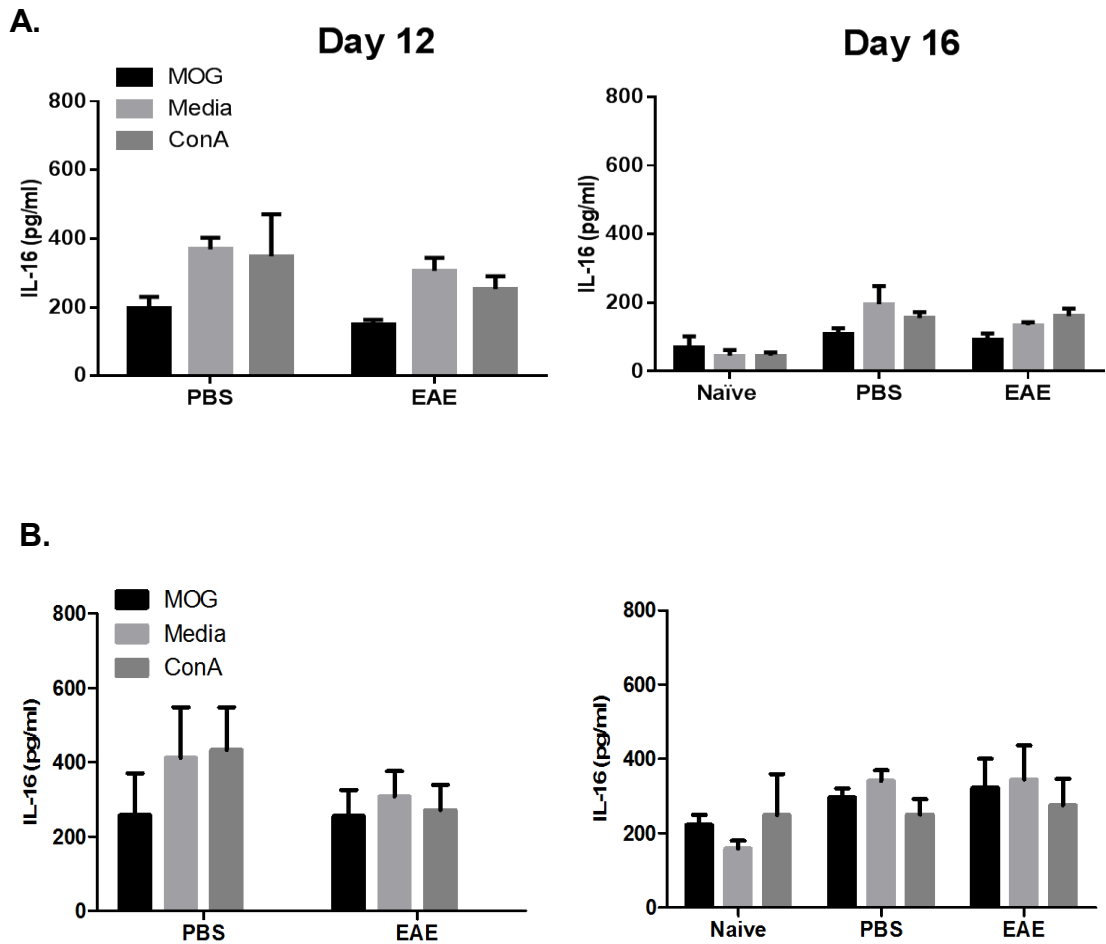 A.
Day 12
MOG
Media
ConA
800
600
400
200
0
IL-16 (pg/ml)
PBS
EAE
Day 16
800
600
400
200
0
IL-16 (pg/ml)
Naïve
PBS
EAE
B.
MOG
Media
ConA
800
600
400
200
0
IL-16 (pg/ml)
PBS
EAE
800
600
400
200
0
IL-16 (pg/ml)
Naive
PBS
EAE